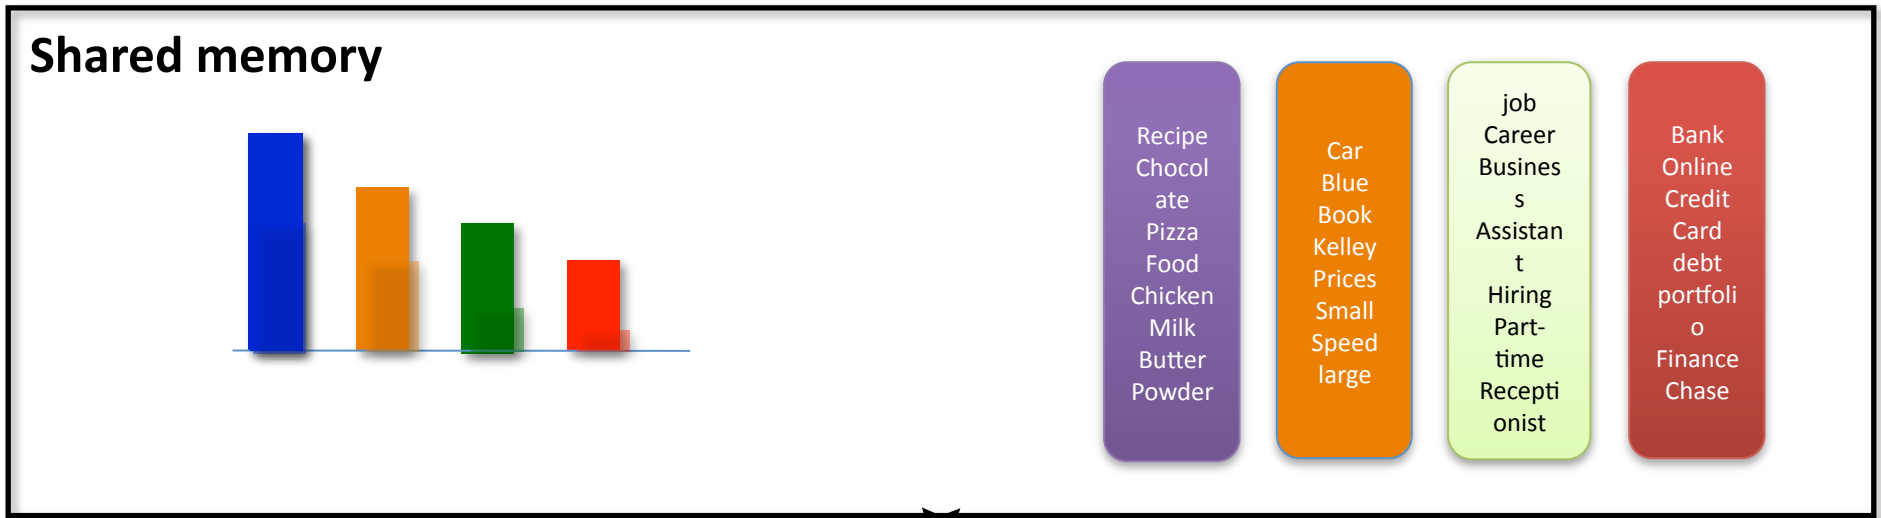 Shared memory
Recipe
Chocol
ate
Pizza
Food
Chicken
Milk
Butter
Powder
Car
Blue
Book
Kelley
Prices
Small
Speed
large
job
Career
Busines
s
Assistan
t
Hiring
Part-
time
Recepti
onist
Bank
Online
Credit
Card
debt
portfoli
o
Finance
Chase